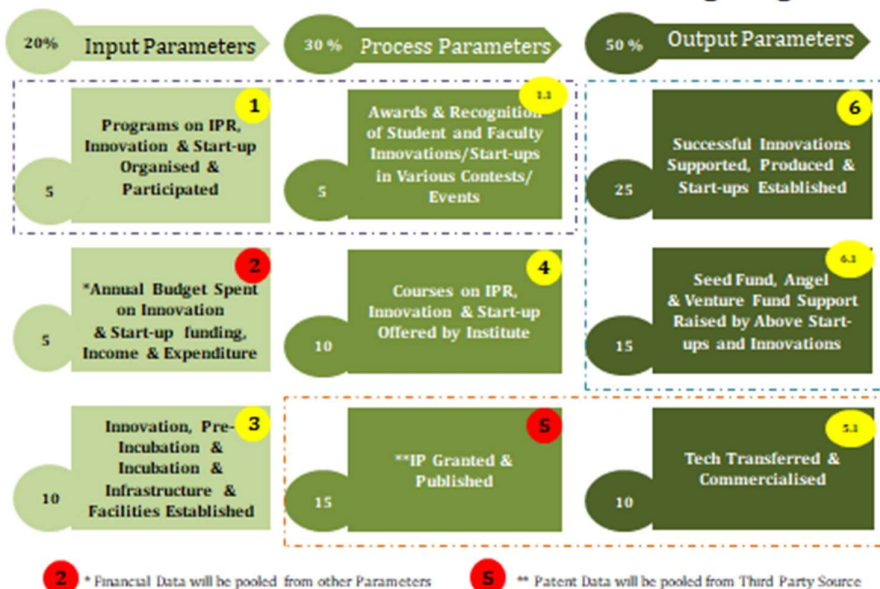 20%
Input Parameters
30 %
Process Parameters
50 %
Output Parameters
1
Programs on IPR,
Innovation & Start-up
Organised &
Participated
5
1.1
Awards & Recognition
of Student and Faculty
Innovations/Start-ups
in Various Contests/
Events
5
6
Successful Innovations
Supported, Produced &
Start-ups Established
25
2
*Annual Budget Spent
on Innovation
& Start-up funding,
Income & Expenditure
5
4
Courses on IPR,
Innovation & Start-up
Offered by Institute
10
6.1
Seed Fund, Angel
& Venture Fund Support
Raised by Above Start-
ups and Innovations
15
3
Innovation, Pre-
Incubation &
Incubation &
Infrastructure &
Facilities Established
10
5
**IP Granted &
Published
15
5.1
Tech Transferred &
Commercialised
10
2 * Financial Data will be pooled from other Parameters
5 ** Patent Data will be pooled from Third Party Source